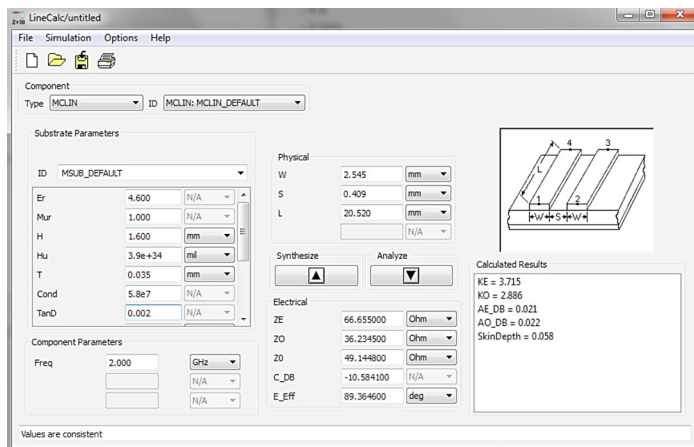 LineCalc/untitled
File Simulation Options Help
Component
Type MCLIN ID MCLIN: MCLIN_DEFAULT
Substrate Parameters
ID MSUB_DEFAULT
Er 4.600 N/A
Mur 1.000 N/A
H 1.600 mm
Hu 3.9e+34 mil
T 0.035 mm
Cond 5.8e7 N/A
TanD 0.002 N/A
Component Parameters
Freq 2.000 GHz
N/A
N/A
Physical
W 2.545 mm
S 0.409 mm
L 20.520 mm
N/A
Synthesize Analyze
Electrical
ZE 66.655000 Ohm
ZO 36.234500 Ohm
Z0 49.144800 Ohm
C_DB -10.584100 N/A
E_Eff 89.364600 deg
4 3
L
1 2
W S W
Calculated Results
KE = 3.715
KO = 2.886
AE_DB = 0.021
AO_DB = 0.022
SkinDepth = 0.058
Values are consistent